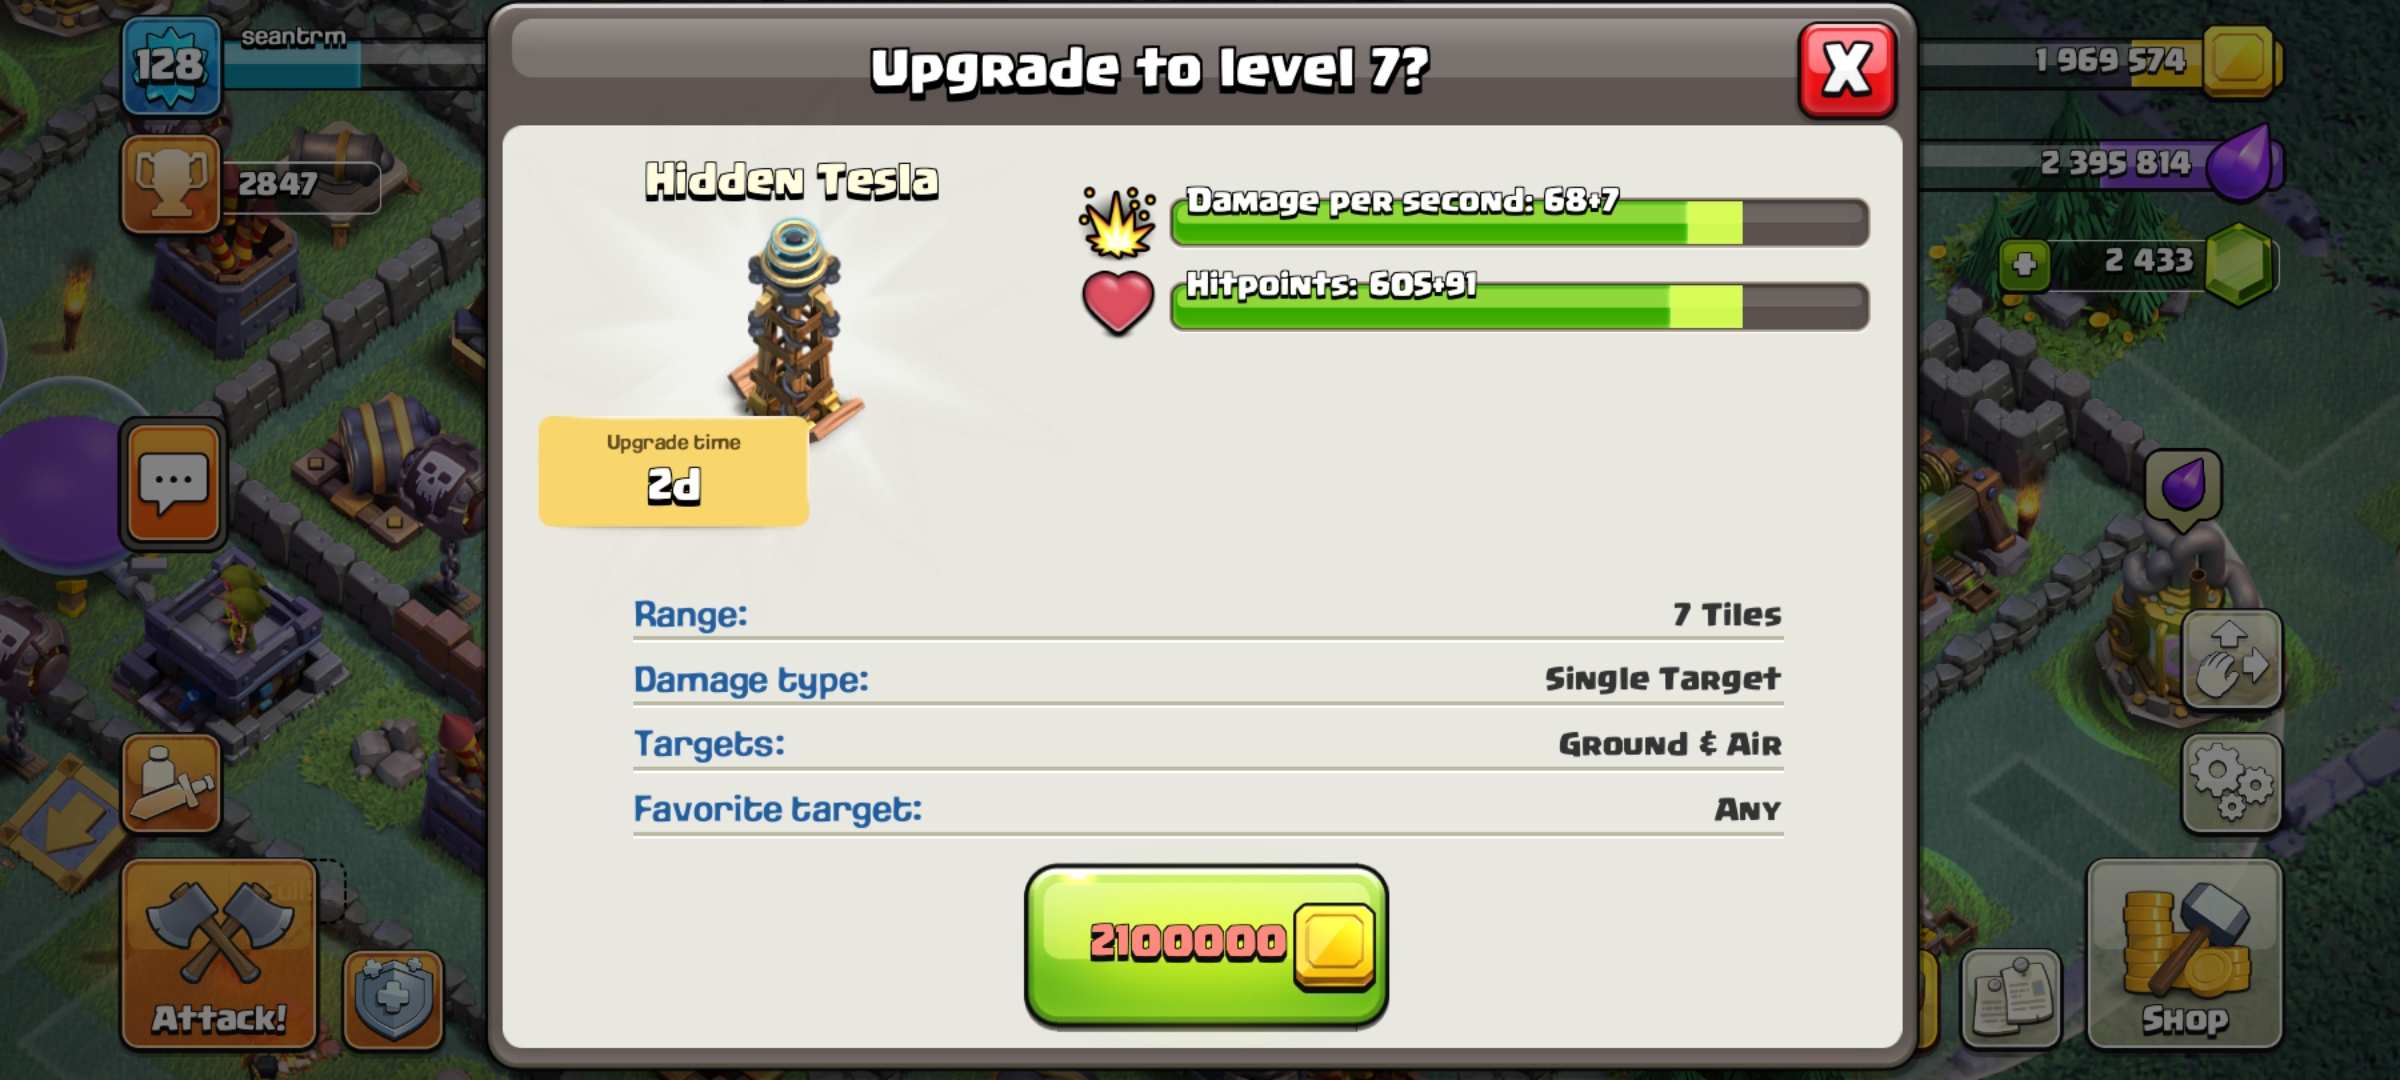 128
seantrm
2847
Upgrade to level 7?
X
1 969 574
2 395 814
2 433
Hidden Tesla
Damage per second: 68+7
Hitpoints: 605+91
Upgrade time
2d
Range: 7 Tiles
Damage type: Single Target
Targets: Ground & Air
Favorite target: Any
2100000
Attack!
Shop